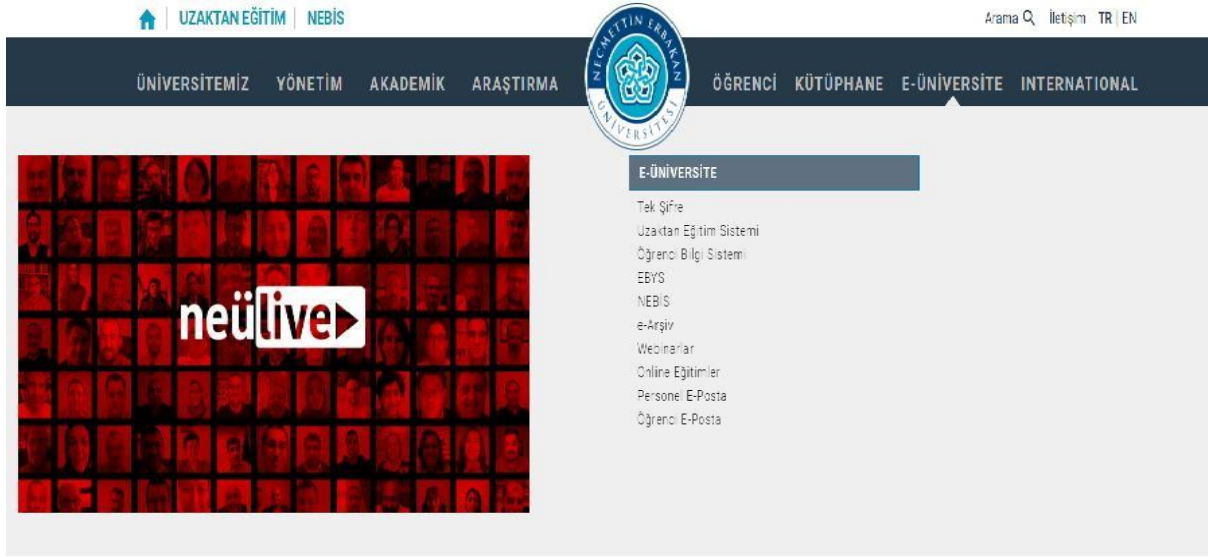 UZAKTAN EĞİTİM | NEBİS
Arama İletişim TR | EN
ÜNİVERSİTEMİZ YÖNETİM AKADEMİK ARAŞTIRMA
NECMETTİN ERBAKAN ÜNİVERSİTESİ
ÖĞRENCİ KÜTÜPHANE E-ÜNİVERSİTE INTERNATIONAL
neülive
E-ÜNİVERSİTE
Tek Şifre
Uzaktan Eğitim Sistemi
Öğrenci Bilgi Sistemi
EBYS
NEBİS
e-Arşiv
Webinarlar
Online Eğitimler
Personel E-Posta
Öğrenci E-Posta